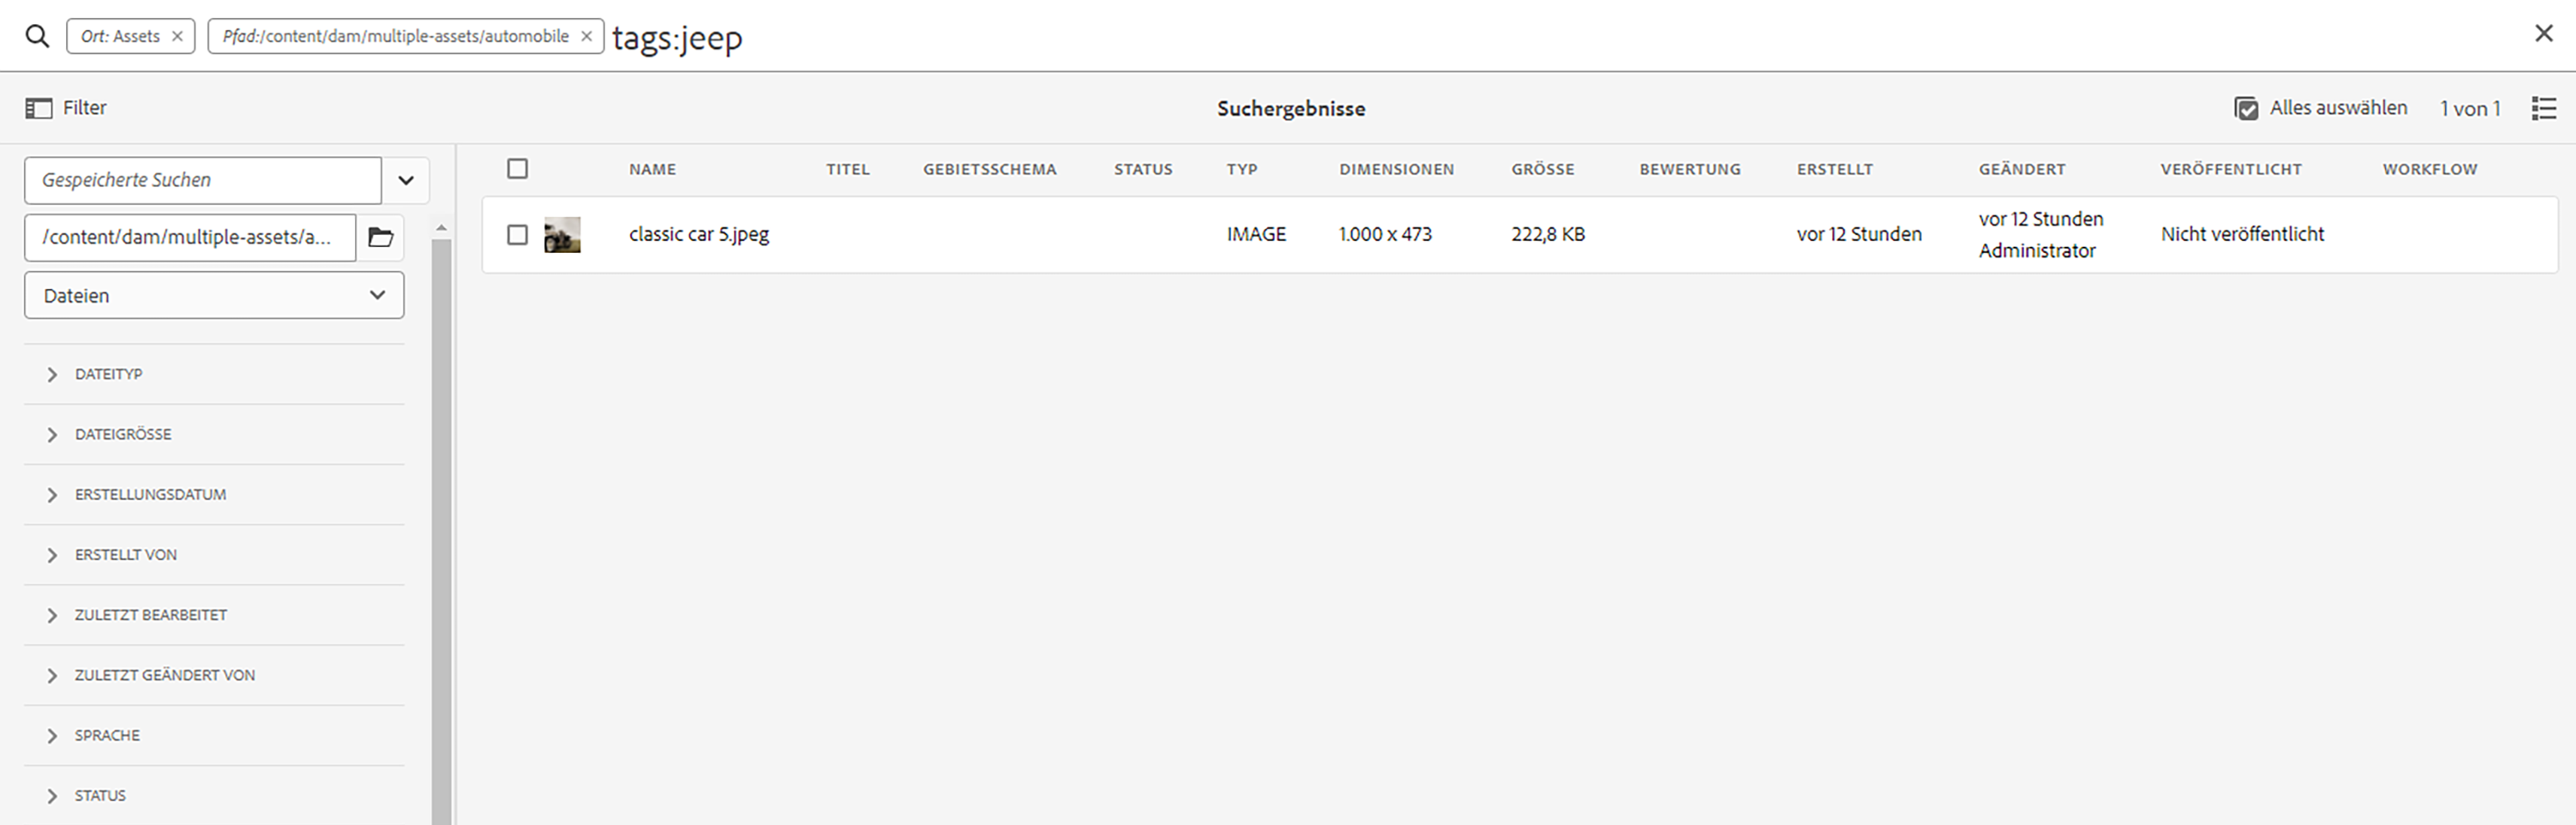 Ort: Assets × Pfad:/content/dam/multiple-assets/automobile × tags:jeep
Filter
Suchergebnisse
Alles auswählen
1 von 1
Gespeicherte Suchen
/content/dam/multiple-assets/a...
Dateien
DATEITYP
DATEIGRÖSSE
ERSTELLUNGSDATUM
ERSTELLT VON
ZULETZT BEARBEITET
ZULETZT GEÄNDERT VON
SPRACHE
STATUS
NAME TITEL GEBIETSSCHEMA STATUS TYP DIMENSIONEN GRÖSSE BEWERTUNG ERSTELLT GEÄNDERT VERÖFFENTLICHT WORKFLOW
classic car 5.jpeg IMAGE 1.000 x 473 222,8 KB vor 12 Stunden vor 12 Stunden Nicht veröffentlicht
Administrator